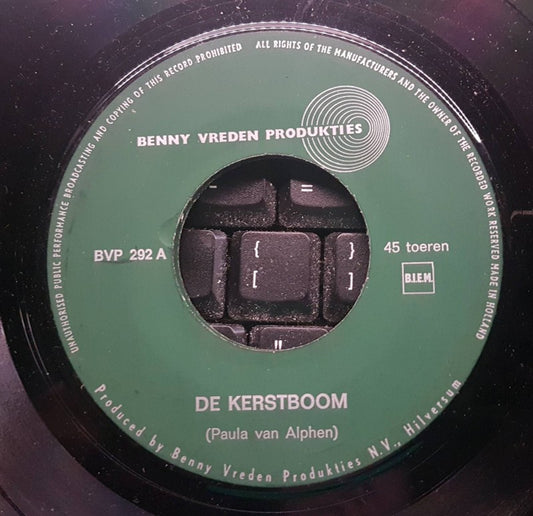 UNAUTHORISED PUBLIC PERFORMANCE BROADCASTING AND COPYING OF THIS RECORD PROHIBITED ALL RIGHTS OF THE MANUFACTURERS AND THE OWNER OF THE RECORDED WORK RESERVED MADE IN HOLLAND
BENNY VREDEN PRODUKTIES
BVP 292 A
45 toeren
B.I.E.M.
- =
{ }
[ ]
"
DE KERSTBOOM
(Paula van Alphen)
Produced by Benny Vreden Produkties N.V., Hilversum